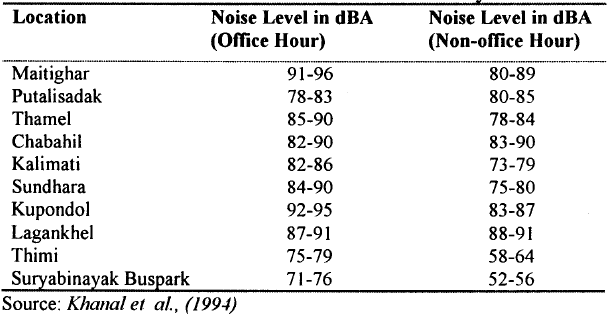 Location Noise Level in dBA Noise Level in dBA
(Office Hour) (Non-office Hour)
Maitighar 91-96 80-89
Putalisadak 78-83 80-85
Thamel 85-90 78-84
Chabahil 82-90 83-90
Kalimati 82-86 73-79
Sundhara 84-90 75-80
Kupondol 92-95 83-87
Lagankhel 87-91 88-91
Thimi 75-79 58-64
Suryabinayak Buspark 71-76 52-56
Source: Khanal et al., (1994)